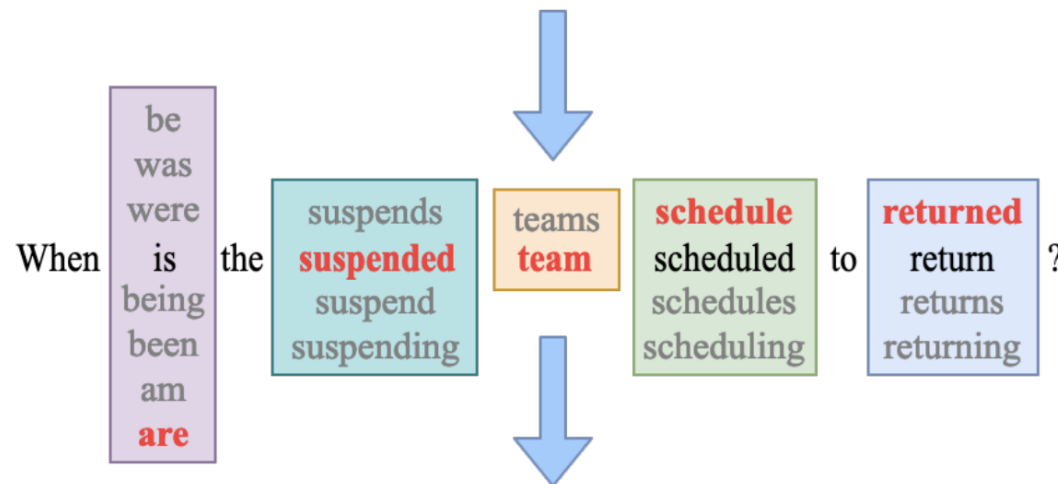 be
was
were
When is the
being
been
am
are
suspends
suspended
suspend
suspending
teams
team
schedule
scheduled to
schedules
scheduling
returned
return ?
returns
returning